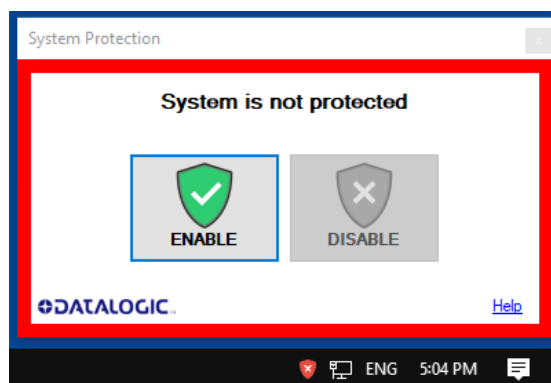 System Protection
x
System is not protected
ENABLE
DISABLE
DATALOGIC
Help
ENG 5:04 PM